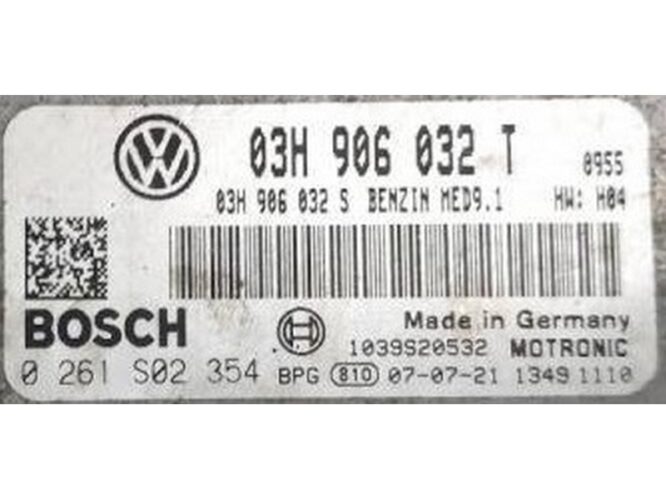 VW 03H 906 032 T 0955
03H 906 032 S BENZIN MED9.1 HW: H04
BOSCH Made in Germany
1039S20532 MOTRONIC
0 261 S02 354 BPG 810 07-07-21 1349 1110